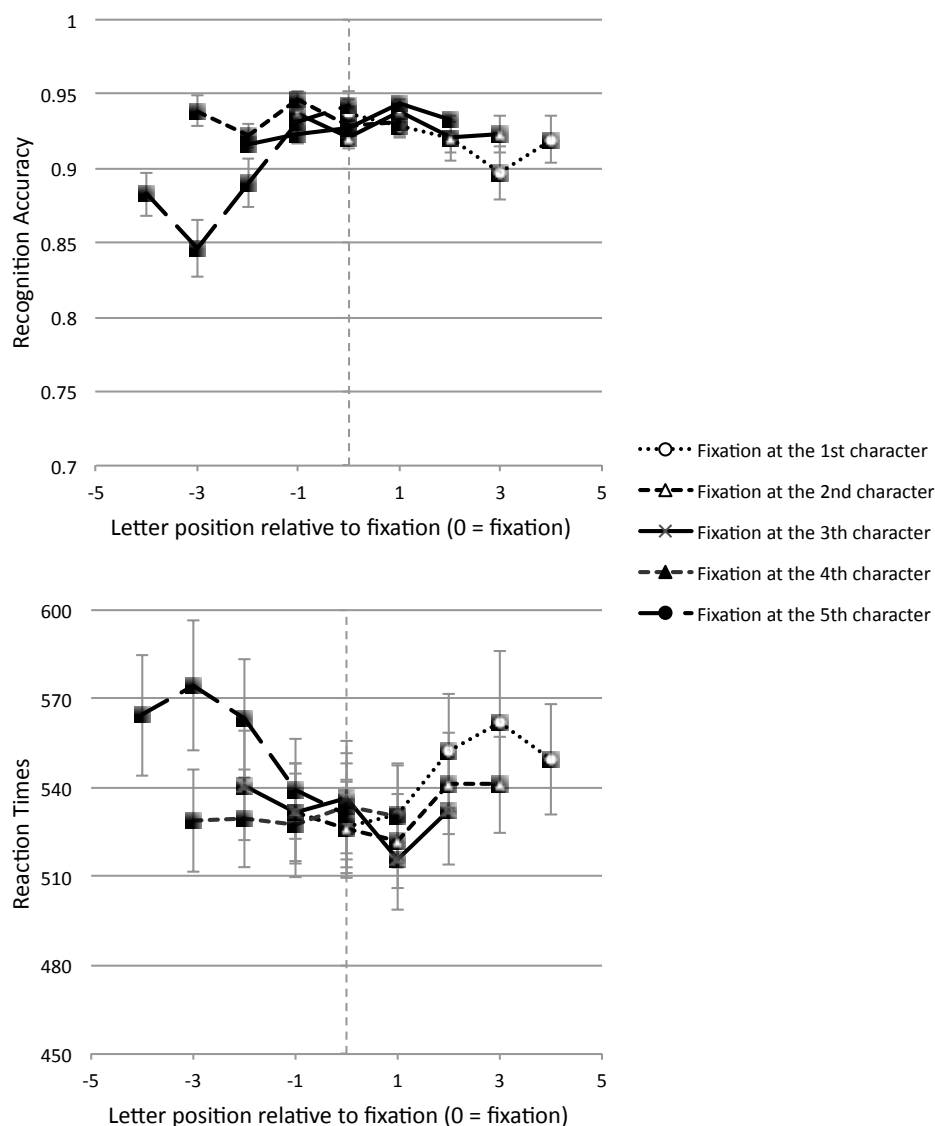 1
0.95
0.9
0.85
0.8
0.75
0.7
Recognition Accuracy
-5 -3 -1 1 3 5
Letter position relative to fixation (0 = fixation)
Fixation at the 1st character
Fixation at the 2nd character
Fixation at the 3th character
Fixation at the 4th character
Fixation at the 5th character
600
570
540
510
480
450
Reaction Times
-5 -3 -1 1 3 5
Letter position relative to fixation (0 = fixation)